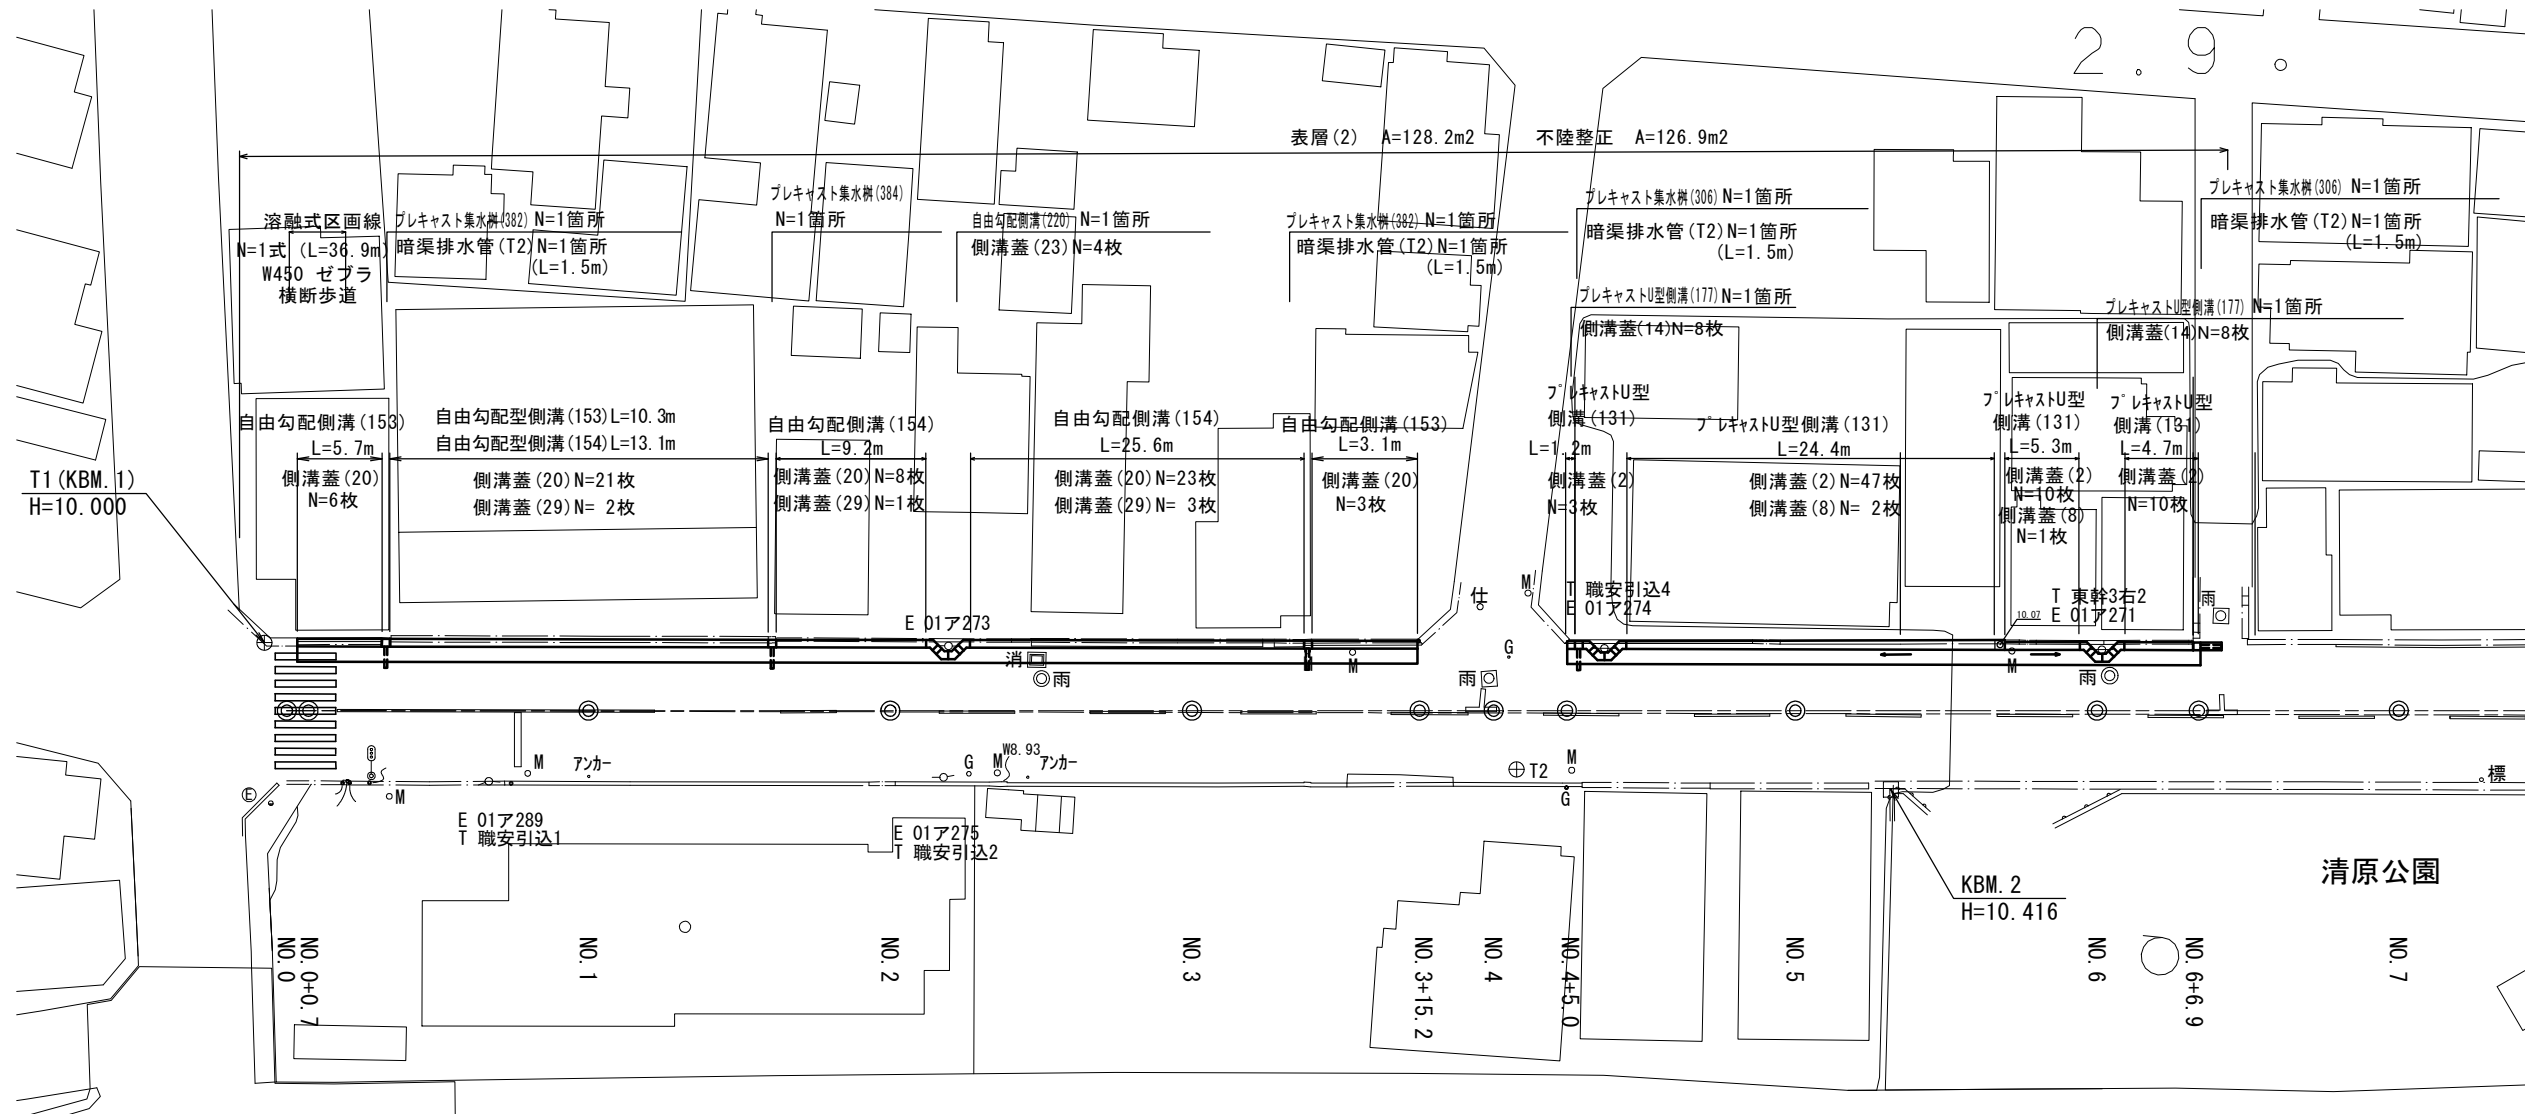 2.9.
表層(2) A=128.2m2 不陸整正 A=126.9m2
溶融式区画線
N=1式 (L=36.9m)
W450 ゼブラ
横断歩道
プレキャスト集水桝(382) N=1箇所
暗渠排水管(T2) N=1箇所
(L=1.5m)
プレキャスト集水桝(384)
N=1箇所
自由勾配側溝(220) N=1箇所
側溝蓋(23) N=4枚
プレキャスト集水桝(382) N=1箇所
暗渠排水管(T2) N=1箇所
(L=1.5m)
プレキャスト集水桝(306) N=1箇所
暗渠排水管(T2) N=1箇所
(L=1.5m)
プレキャストU型側溝(177) N=1箇所
側溝蓋(14)N=8枚
プレキャスト集水桝(306) N=1箇所
暗渠排水管(T2) N=1箇所
(L=1.5m)
プレキャストU型側溝(177) N=1箇所
側溝蓋(14)N=8枚
自由勾配側溝(153)
L=5.7m
側溝蓋(20)
N=6枚
自由勾配型側溝(153)L=10.3m
自由勾配型側溝(154)L=13.1m
側溝蓋(20)N=21枚
側溝蓋(29)N= 2枚
自由勾配側溝(154)
L=9.2m
側溝蓋(20)N=8枚
側溝蓋(29)N=1枚
自由勾配側溝(154)
L=25.6m
側溝蓋(20)N=23枚
側溝蓋(29)N= 3枚
自由勾配側溝(153)
L=3.1m
側溝蓋(20)
N=3枚
プレキャストU型
側溝(131)
L=1.2m
側溝蓋(2)
N=3枚
プレキャストU型側溝(131)
L=24.4m
側溝蓋(2)N=47枚
側溝蓋(8)N= 2枚
プレキャストU型
側溝(131)
L=5.3m
側溝蓋(2)
N=10枚
側溝蓋(8)
N=1枚
プレキャストU型
側溝(131)
L=4.7m
側溝蓋(2)
N=10枚
T1(KBM.1)
H=10.000
E 01ア273
仕
M
T 職安引込4
E 01ア274
10.07
T 東幹3右2
E 01ア271
雨
消
雨
M
G
雨
M
雨
M
アンカー
G
M
W8.93
アンカー
T2
M
G
標
E
M
E 01ア289
T 職安引込1
E 01ア275
T 職安引込2
KBM.2
H=10.416
清原公園
NO.0
NO.0+0.7
NO.1
NO.2
NO.3
NO.3+15.2
NO.4
NO.4+5.0
NO.5
NO.6
NO.6+6.9
NO.7